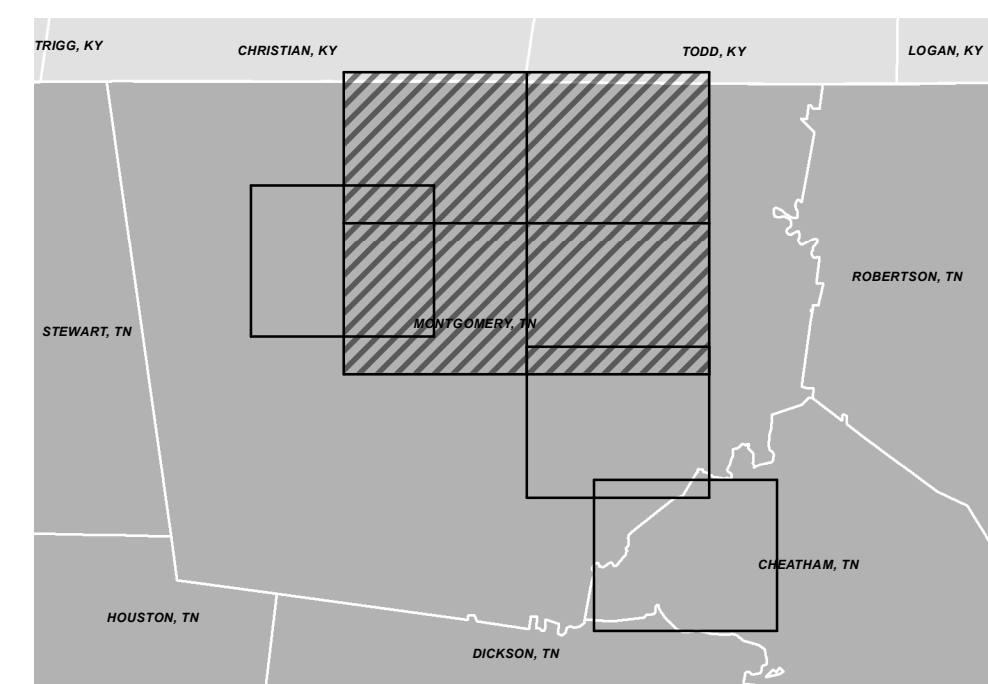 TRIGG, KY
CHRISTIAN, KY
TODD, KY
LOGAN, KY
ROBERTSON, TN
MONTGOMERY, TN
STEWART, TN
CHEATHAM, TN
HOUSTON, TN
DICKSON, TN